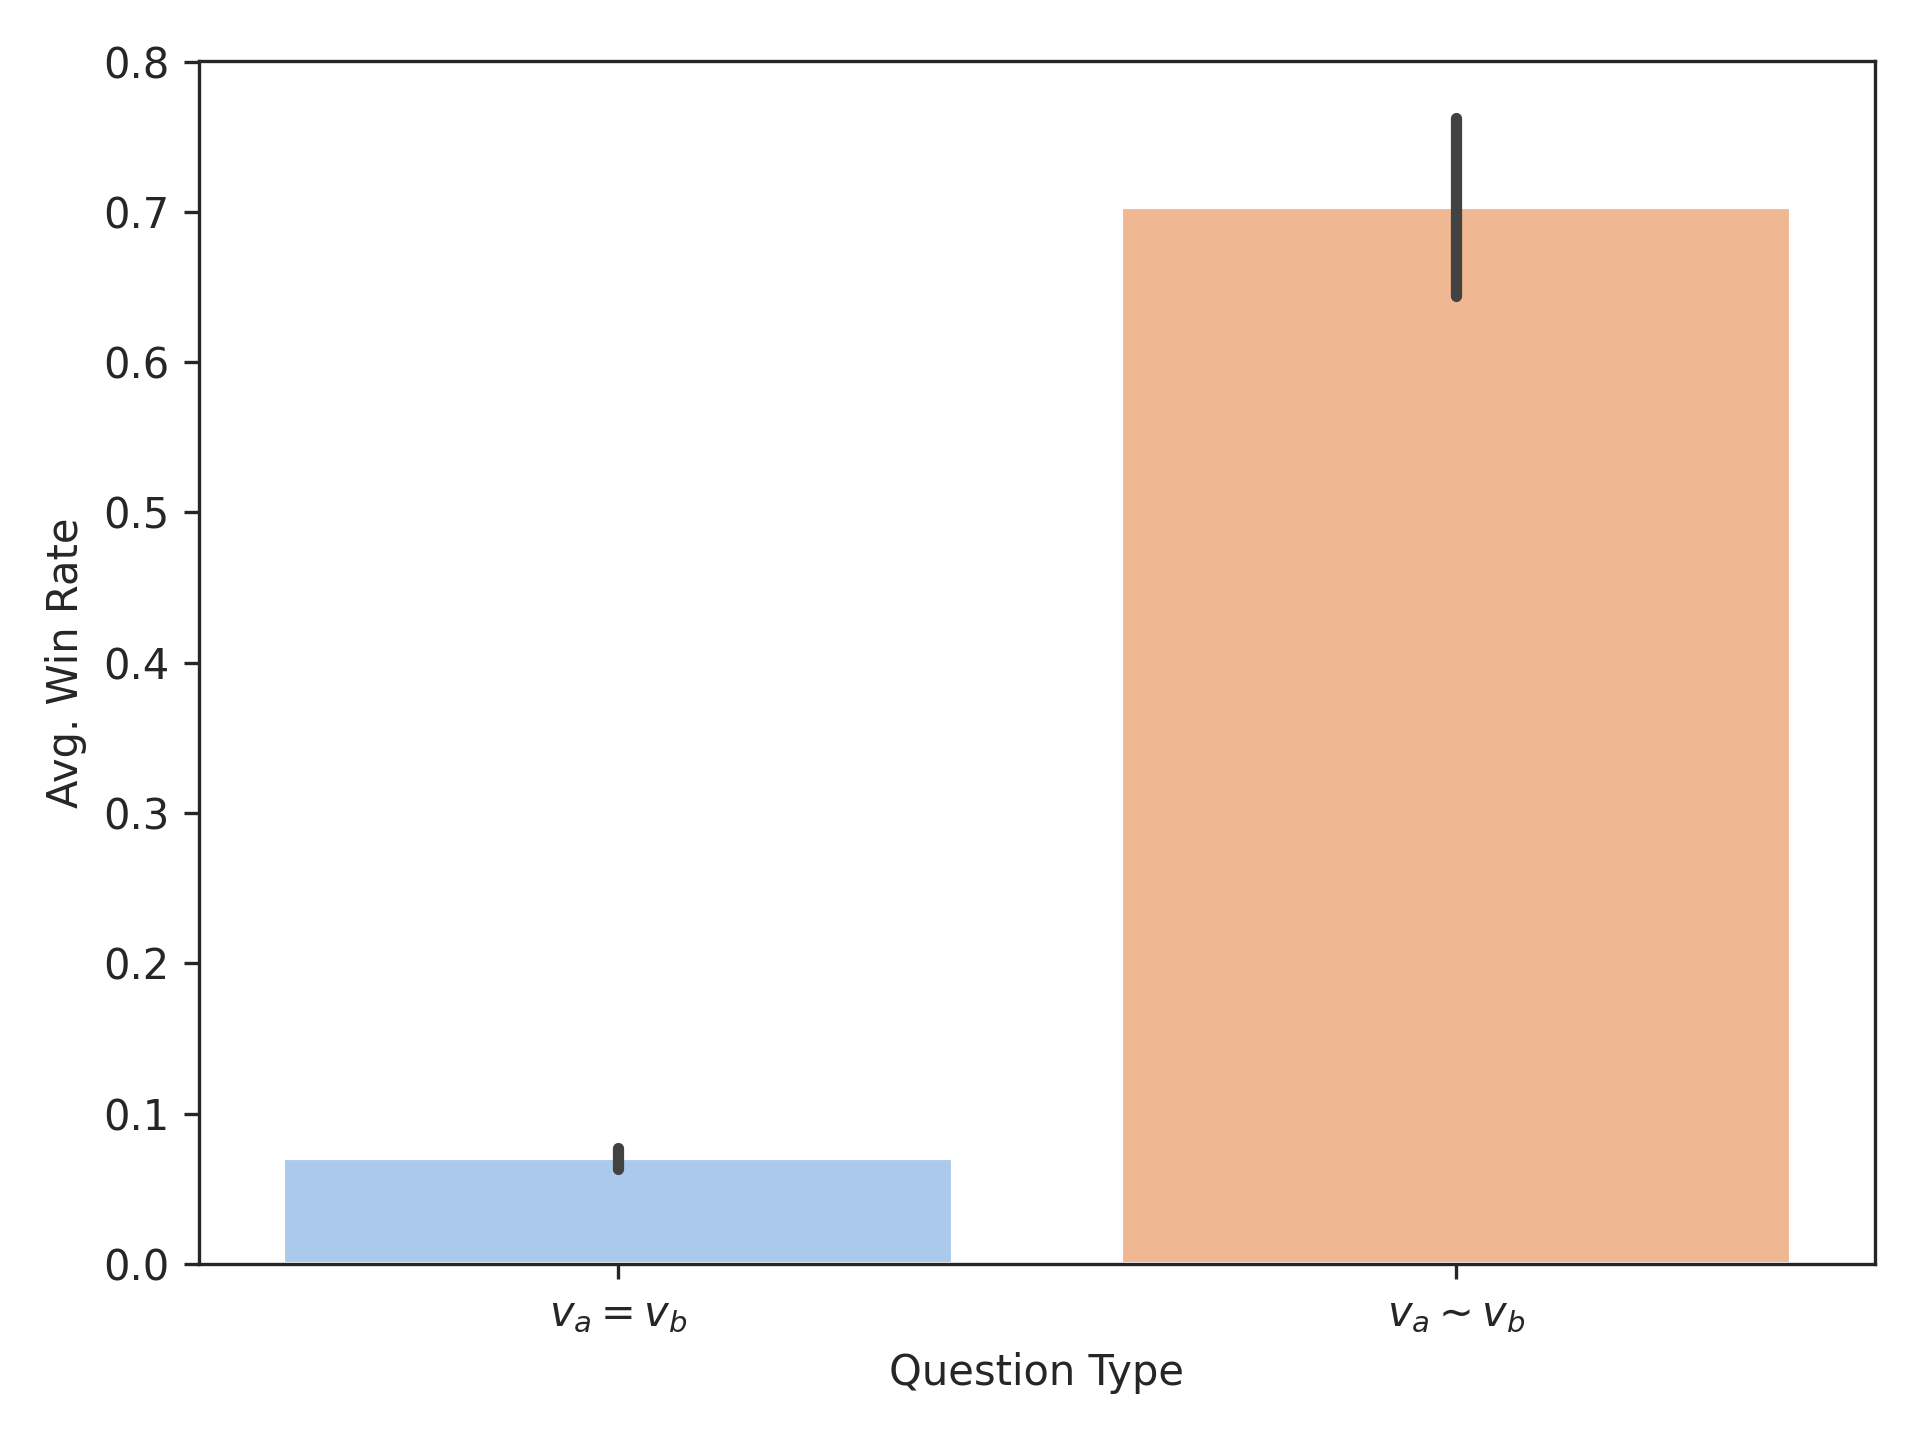 0.8
0.7
0.6
0.5
0.4
0.3
0.2
0.1
0.0
Avg. Win Rate
v_a = v_b
v_a ~ v_b
Question Type